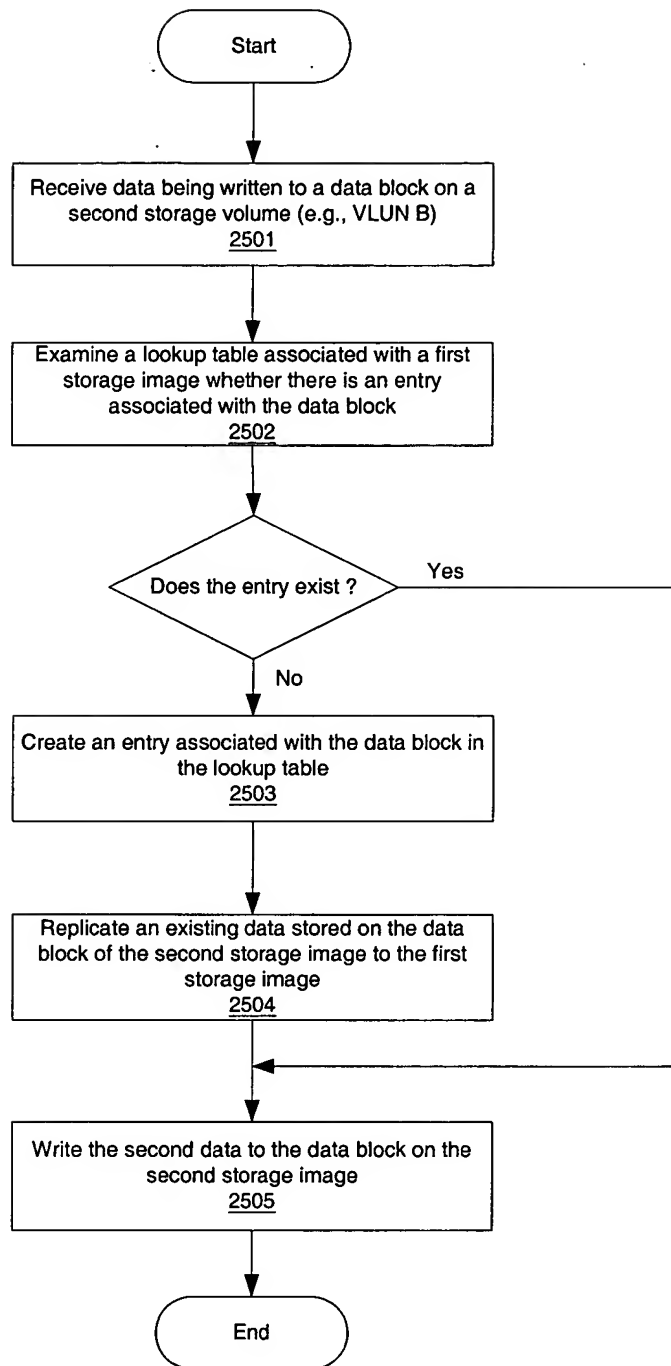 Start
Receive data being written to a data block on a
second storage volume (e.g., VLUN B)
2501
Examine a lookup table associated with a first
storage image whether there is an entry
associated with the data block
2502
Does the entry exist ?
Yes
No
Create an entry associated with the data block in
the lookup table
2503
Replicate an existing data stored on the data
block of the second storage image to the first
storage image
2504
Write the second data to the data block on the
second storage image
2505
End